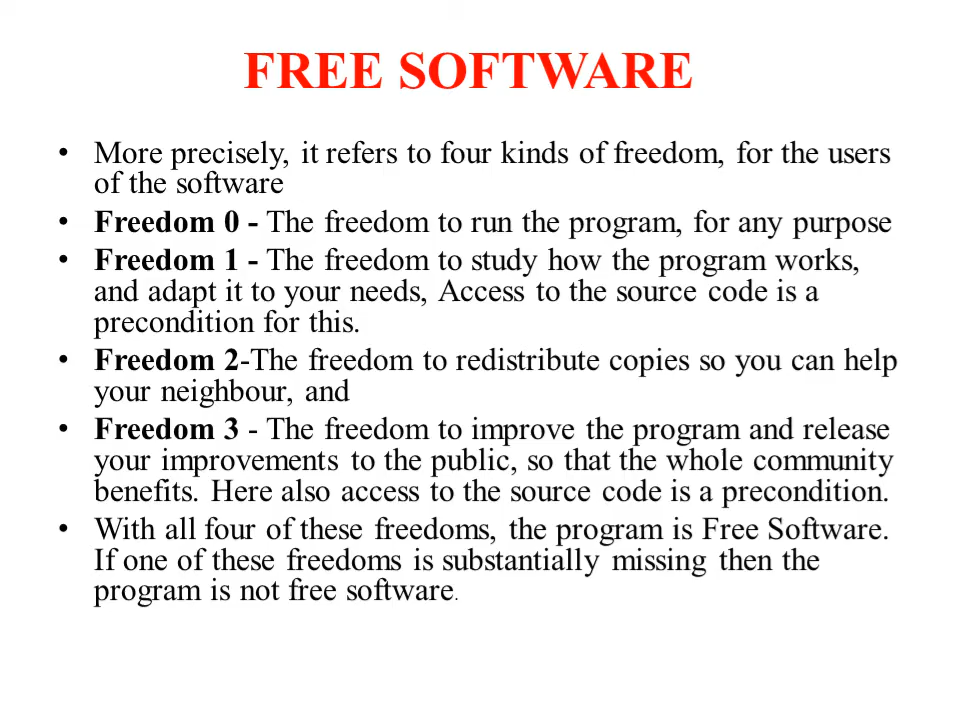 FREE SOFTWARE
• More precisely, it refers to four kinds of freedom, for the users
of the software
• Freedom 0 - The freedom to run the program, for any purpose
• Freedom 1 - The freedom to study how the program works,
and adapt it to your needs, Access to the source code is a
precondition for this.
• Freedom 2-The freedom to redistribute copies so you can help
your neighbour, and
• Freedom 3 - The freedom to improve the program and release
your improvements to the public, so that the whole community
benefits. Here also access to the source code is a precondition.
• With all four of these freedoms, the program is Free Software.
If one of these freedoms is substantially missing then the
program is not free software.